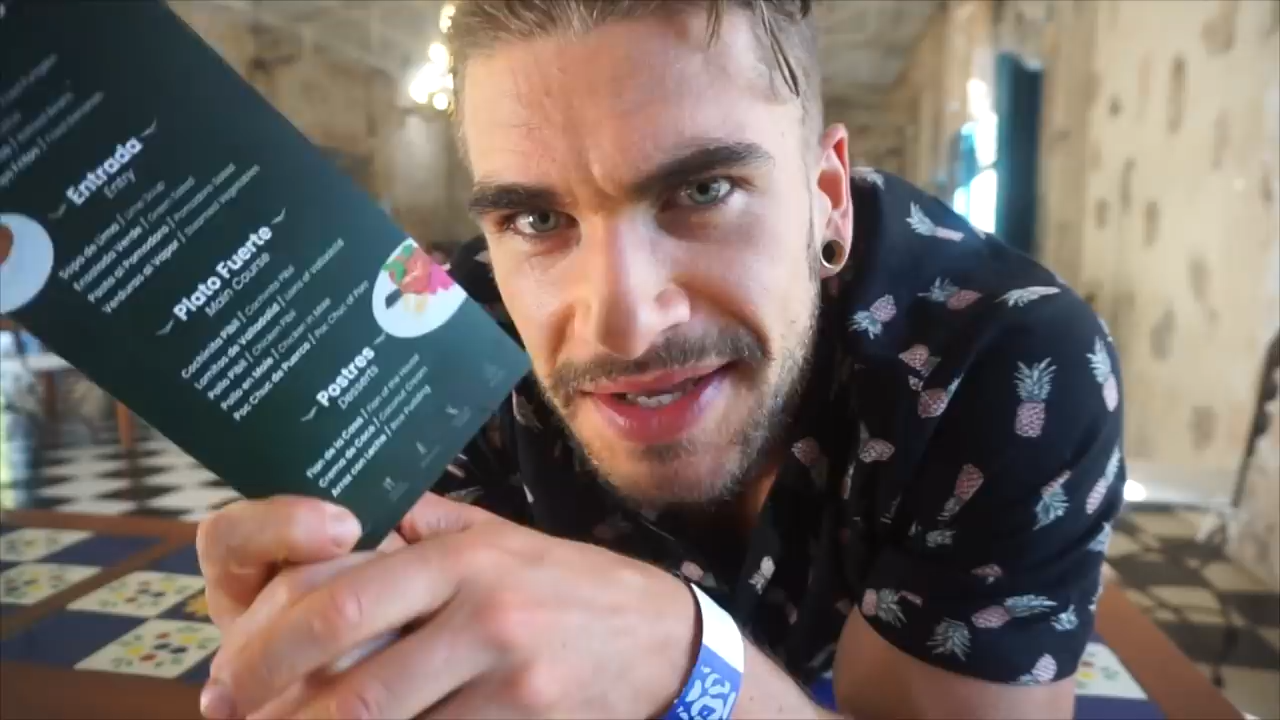 Entrada
Entry
Sopa de Lima | Lime Soup
Ensalada Verde | Green Salad
Pasta al Pomodoro | Pomodoro Salad
Verduras al Vapor | Steamed Vegetables
Plato Fuerte
Main Course
Cochinita Pibil | Cochinita Pibil
Lomitos de Valladolid | Loins of Valladolid
Pollo Pibil | Chicken Pibil
Pollo en Mole | Chicken in Mole
Poc Chuc de Puerco | Poc Chuc of Pork
Postres
Desserts
Flan de la Casa | Flan of the House
Crema de Coco | Coconut Cream
Arroz con Leche | Rice Pudding